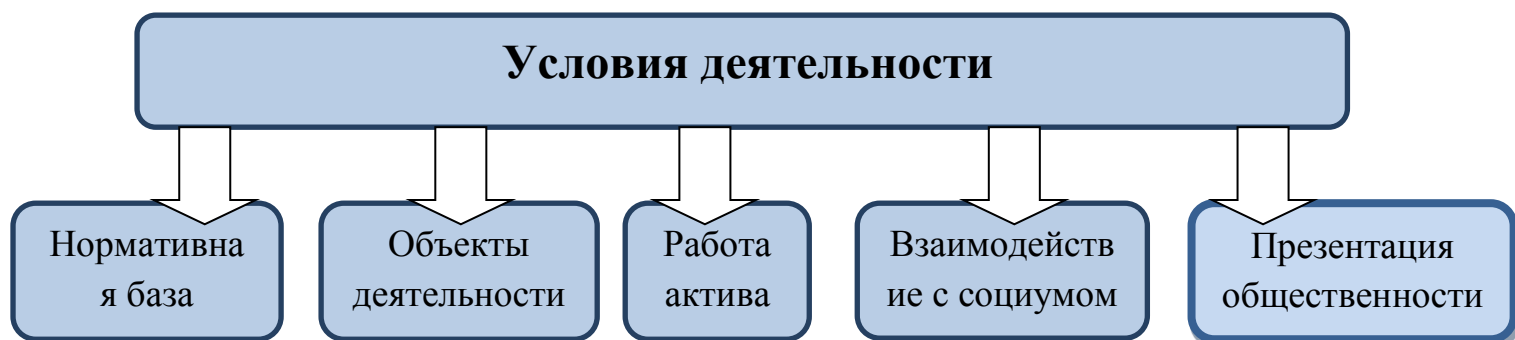 Условия деятельности
Нормативна
я база
Объекты
деятельности
Работа
актива
Взаимодейств
ие с социумом
Презентация
общественности